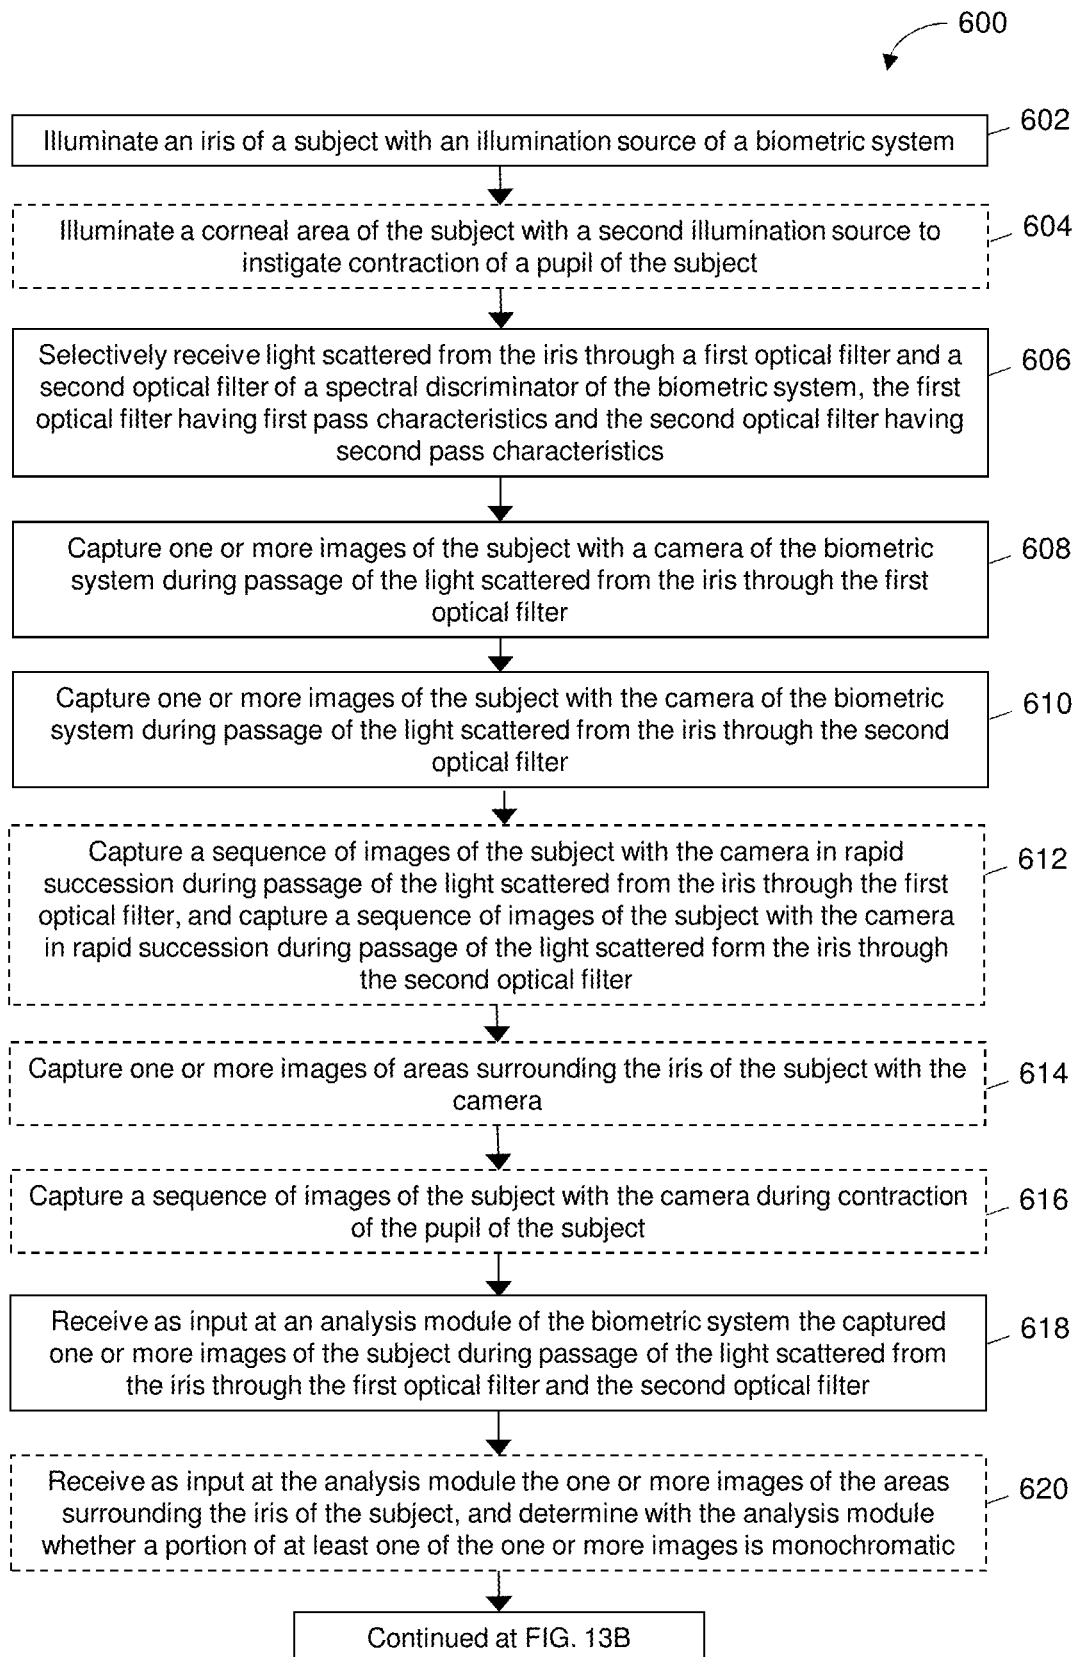 600
Illuminate an iris of a subject with an illumination source of a biometric system
602
Illuminate a corneal area of the subject with a second illumination source to
instigate contraction of a pupil of the subject
604
Selectively receive light scattered from the iris through a first optical filter and a
second optical filter of a spectral discriminator of the biometric system, the first
optical filter having first pass characteristics and the second optical filter having
second pass characteristics
606
Capture one or more images of the subject with a camera of the biometric
system during passage of the light scattered from the iris through the first
optical filter
608
Capture one or more images of the subject with the camera of the biometric
system during passage of the light scattered from the iris through the second
optical filter
610
Capture a sequence of images of the subject with the camera in rapid
succession during passage of the light scattered from the iris through the first
optical filter, and capture a sequence of images of the subject with the camera
in rapid succession during passage of the light scattered form the iris through
the second optical filter
612
Capture one or more images of areas surrounding the iris of the subject with the
camera
614
Capture a sequence of images of the subject with the camera during contraction
of the pupil of the subject
616
Receive as input at an analysis module of the biometric system the captured
one or more images of the subject during passage of the light scattered from
the iris through the first optical filter and the second optical filter
618
Receive as input at the analysis module the one or more images of the areas
surrounding the iris of the subject, and determine with the analysis module
whether a portion of at least one of the one or more images is monochromatic
620
Continued at FIG. 13B